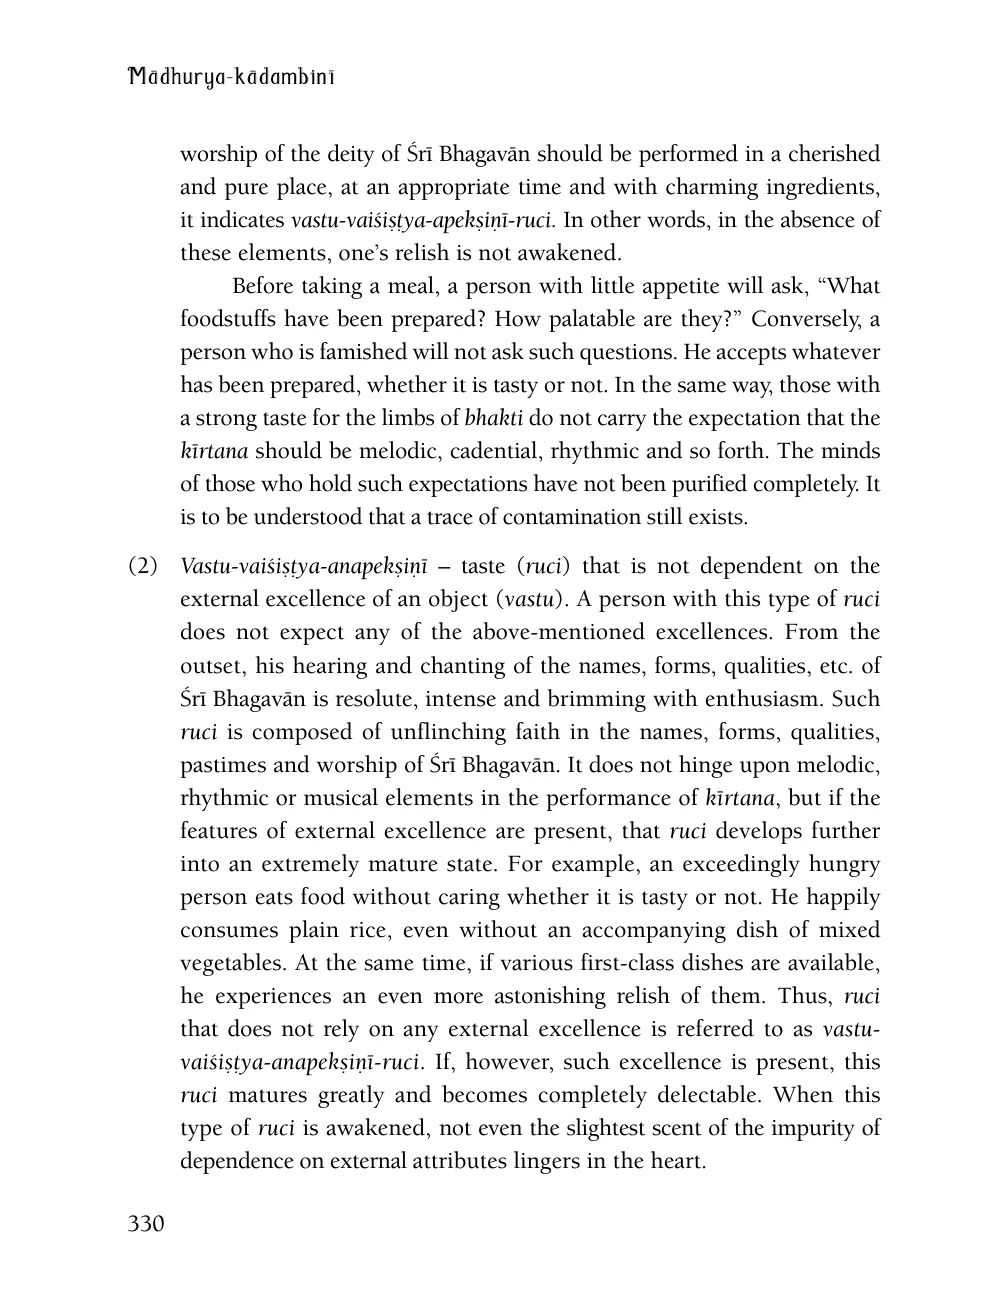 Mādhurya-kādambinī
worship of the deity of Śrī Bhagavān should be performed in a cherished
and pure place, at an appropriate time and with charming ingredients,
it indicates vastu-vaiśiṣṭya-apekṣiṇī-ruci. In other words, in the absence of
these elements, one’s relish is not awakened.
Before taking a meal, a person with little appetite will ask, “What
foodstuffs have been prepared? How palatable are they?” Conversely, a
person who is famished will not ask such questions. He accepts whatever
has been prepared, whether it is tasty or not. In the same way, those with
a strong taste for the limbs of bhakti do not carry the expectation that the
kīrtana should be melodic, cadential, rhythmic and so forth. The minds
of those who hold such expectations have not been purified completely. It
is to be understood that a trace of contamination still exists.
(2) Vastu-vaiśiṣṭya-anapekṣiṇī – taste (ruci) that is not dependent on the
external excellence of an object (vastu). A person with this type of ruci
does not expect any of the above-mentioned excellences. From the
outset, his hearing and chanting of the names, forms, qualities, etc. of
Śrī Bhagavān is resolute, intense and brimming with enthusiasm. Such
ruci is composed of unflinching faith in the names, forms, qualities,
pastimes and worship of Śrī Bhagavān. It does not hinge upon melodic,
rhythmic or musical elements in the performance of kīrtana, but if the
features of external excellence are present, that ruci develops further
into an extremely mature state. For example, an exceedingly hungry
person eats food without caring whether it is tasty or not. He happily
consumes plain rice, even without an accompanying dish of mixed
vegetables. At the same time, if various first-class dishes are available,
he experiences an even more astonishing relish of them. Thus, ruci
that does not rely on any external excellence is referred to as vastu-
vaiśiṣṭya-anapekṣiṇī-ruci. If, however, such excellence is present, this
ruci matures greatly and becomes completely delectable. When this
type of ruci is awakened, not even the slightest scent of the impurity of
dependence on external attributes lingers in the heart.
330